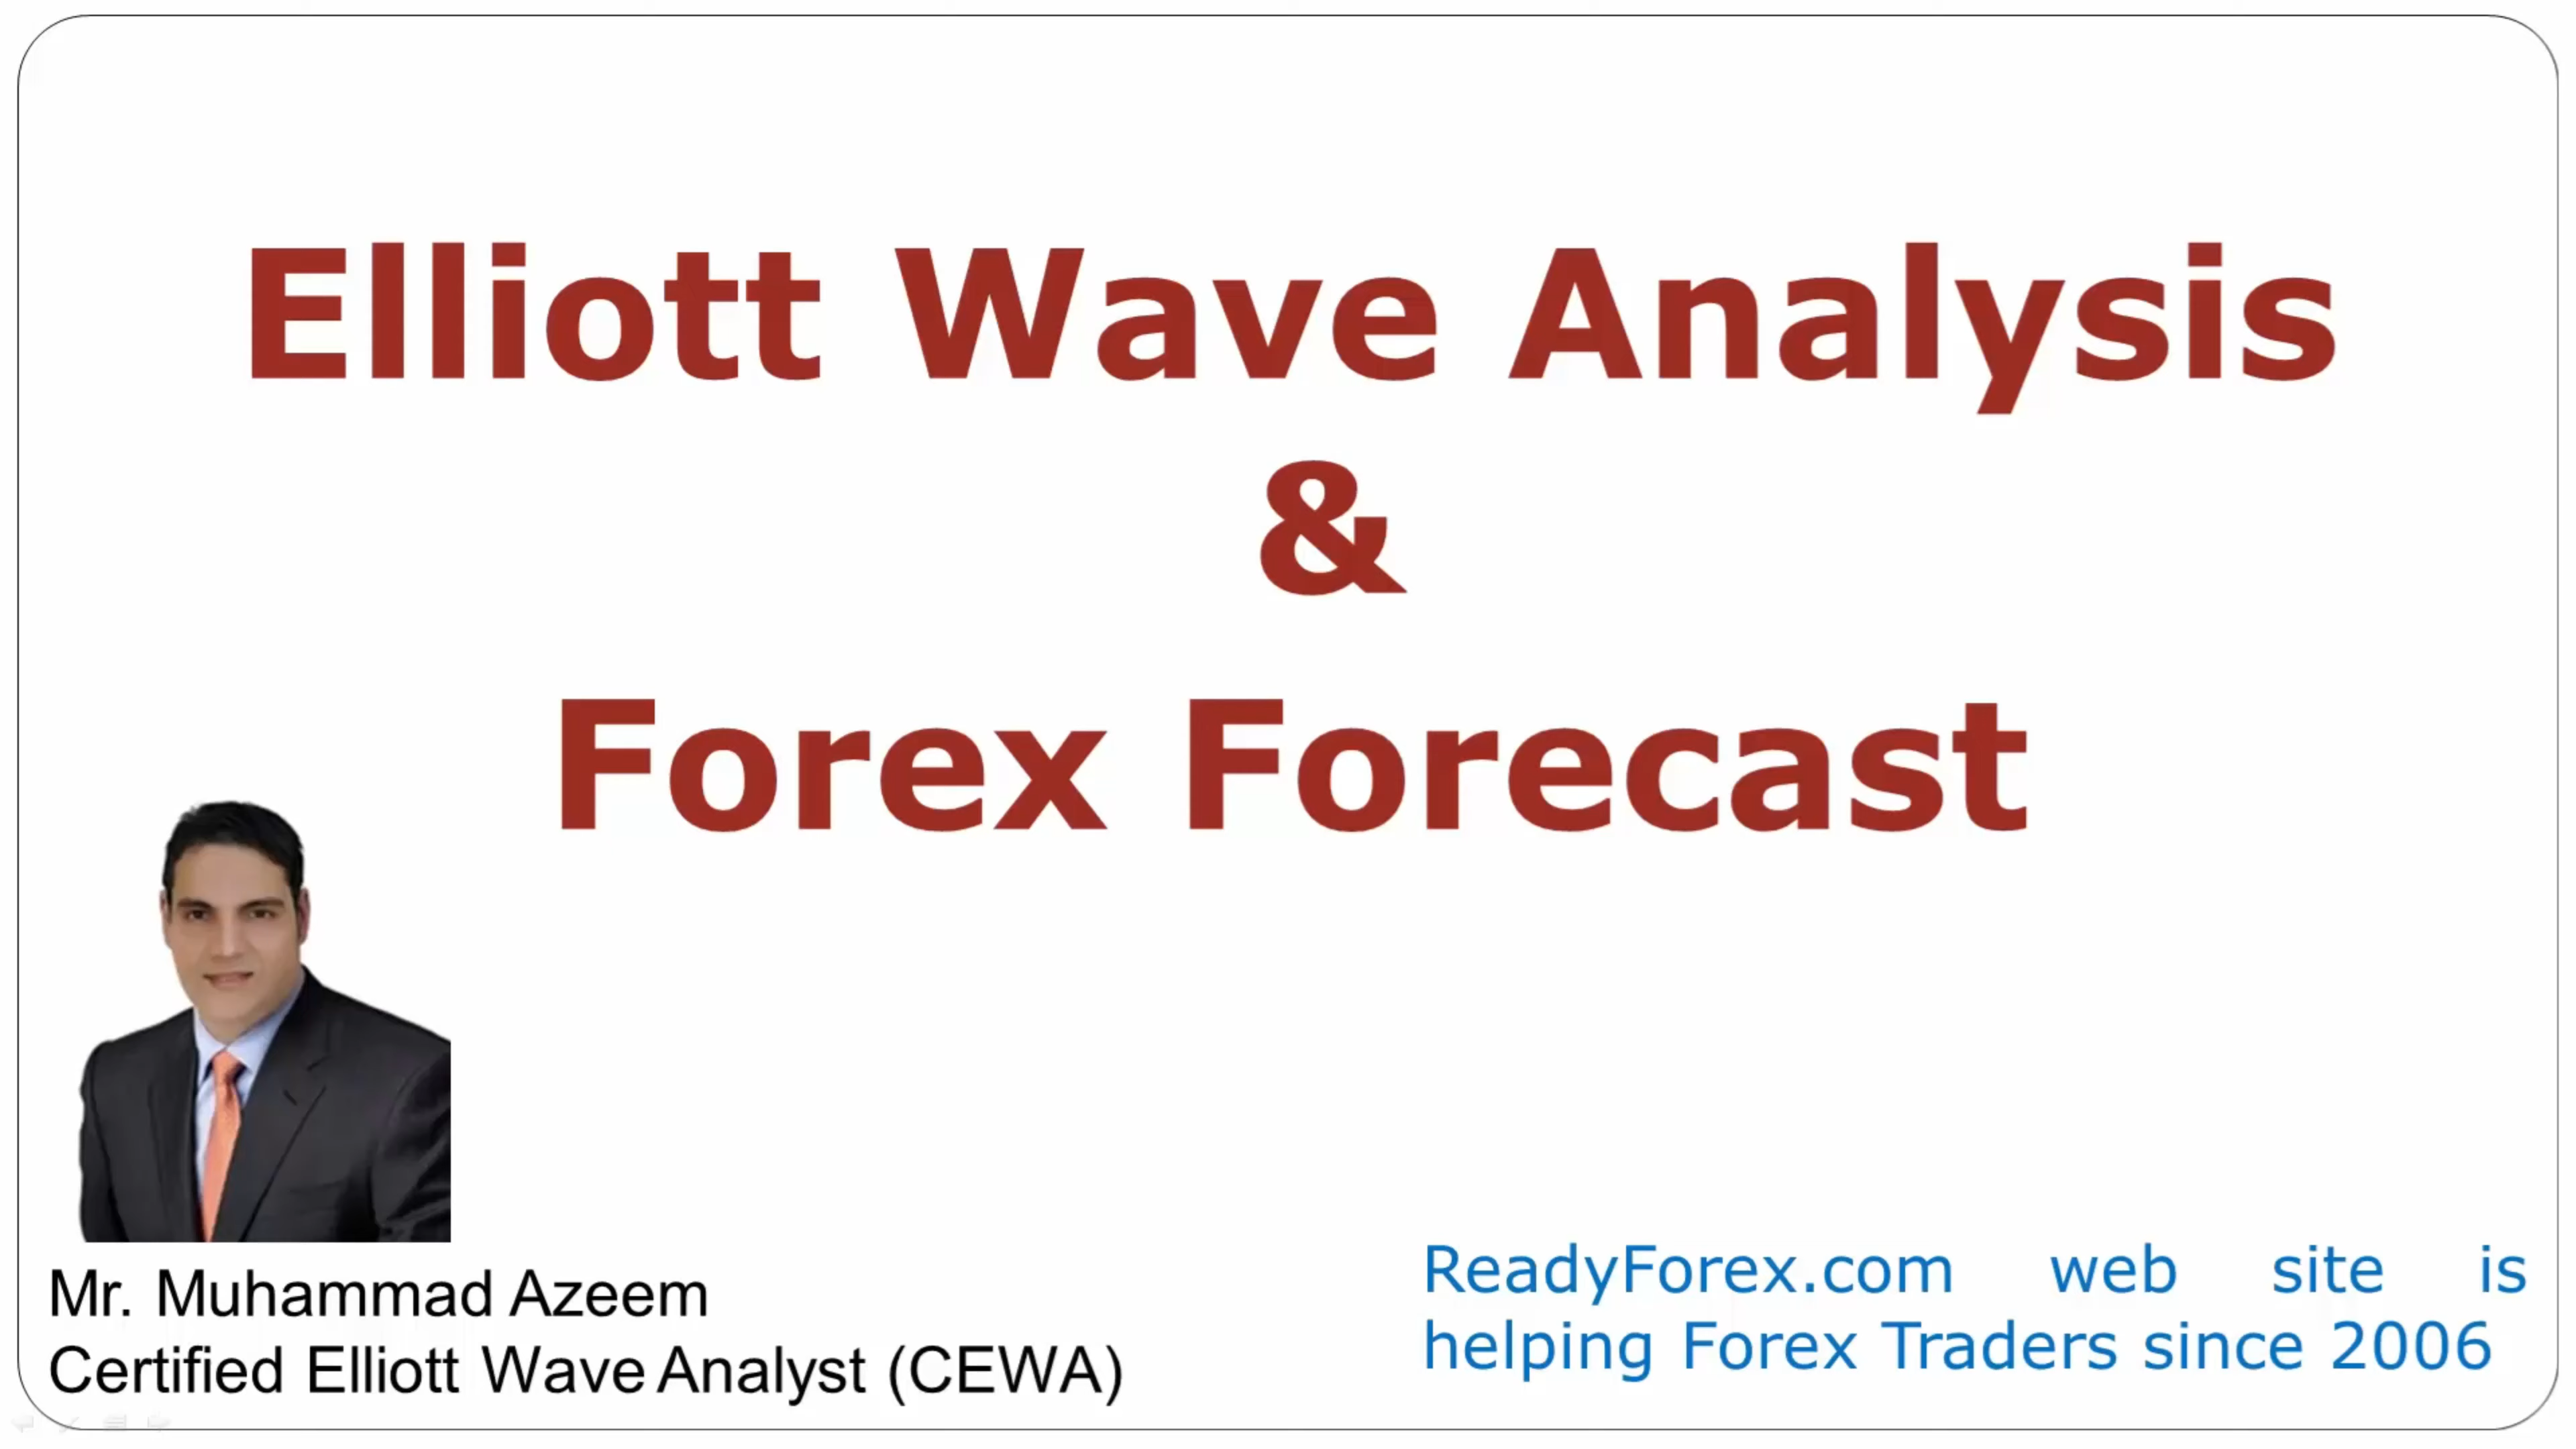 Elliott Wave Analysis
&
Forex Forecast
Mr. Muhammad Azeem
Certified Elliott Wave Analyst (CEWA)
ReadyForex.com web site is
helping Forex Traders since 2006